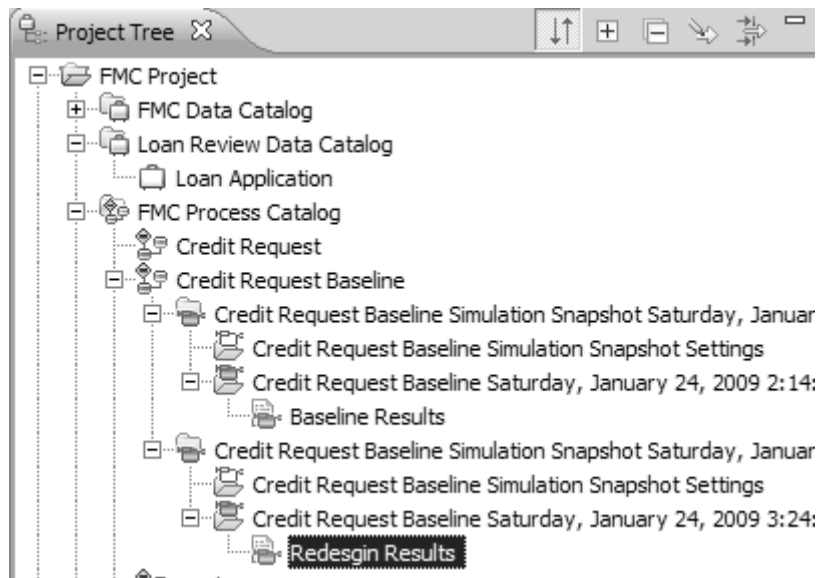 Project Tree
FMC Project
FMC Data Catalog
Loan Review Data Catalog
Loan Application
FMC Process Catalog
Credit Request
Credit Request Baseline
Credit Request Baseline Simulation Snapshot Saturday, Januar
Credit Request Baseline Simulation Snapshot Settings
Credit Request Baseline Saturday, January 24, 2009 2:14:
Baseline Results
Credit Request Baseline Simulation Snapshot Saturday, Januar
Credit Request Baseline Simulation Snapshot Settings
Credit Request Baseline Saturday, January 24, 2009 3:24:
Redesgin Results